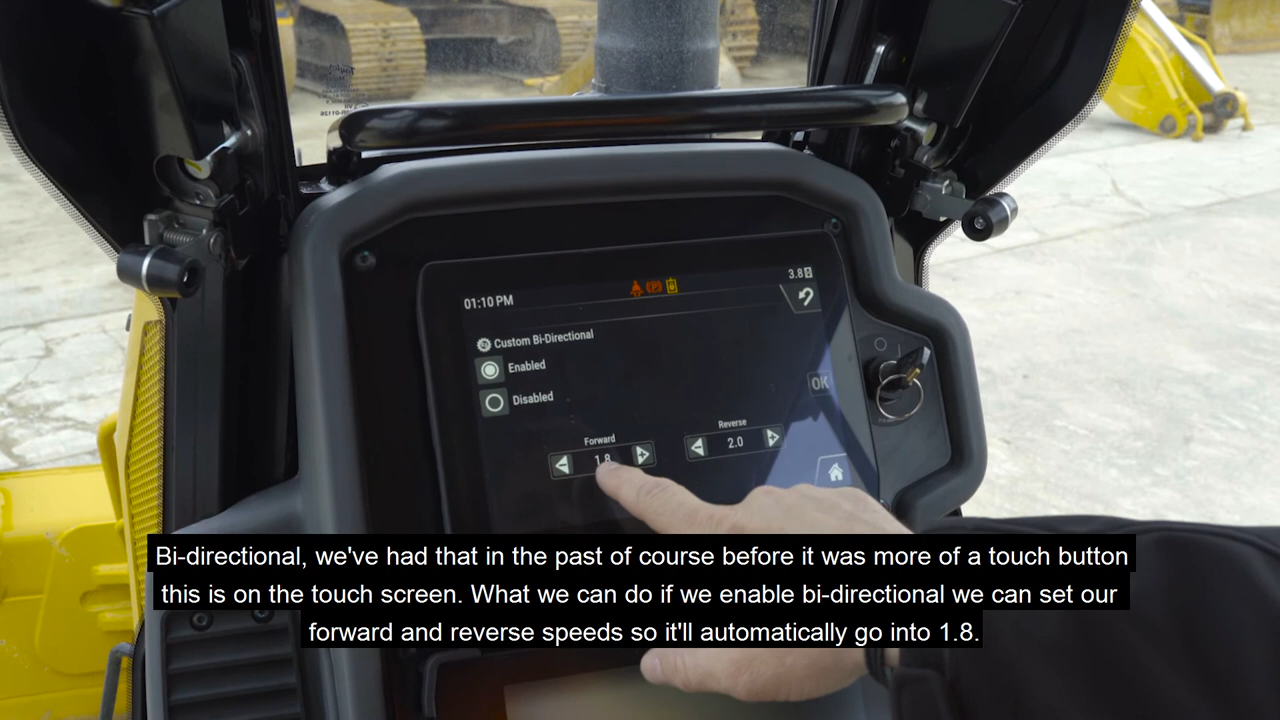 3.8
01:10 PM
Custom Bi-Directional
Enabled
Disabled
OK
Forward
Reverse
1.8
2.0
Bi-directional, we've had that in the past of course before it was more of a touch button
this is on the touch screen. What we can do if we enable bi-directional we can set our
forward and reverse speeds so it'll automatically go into 1.8.